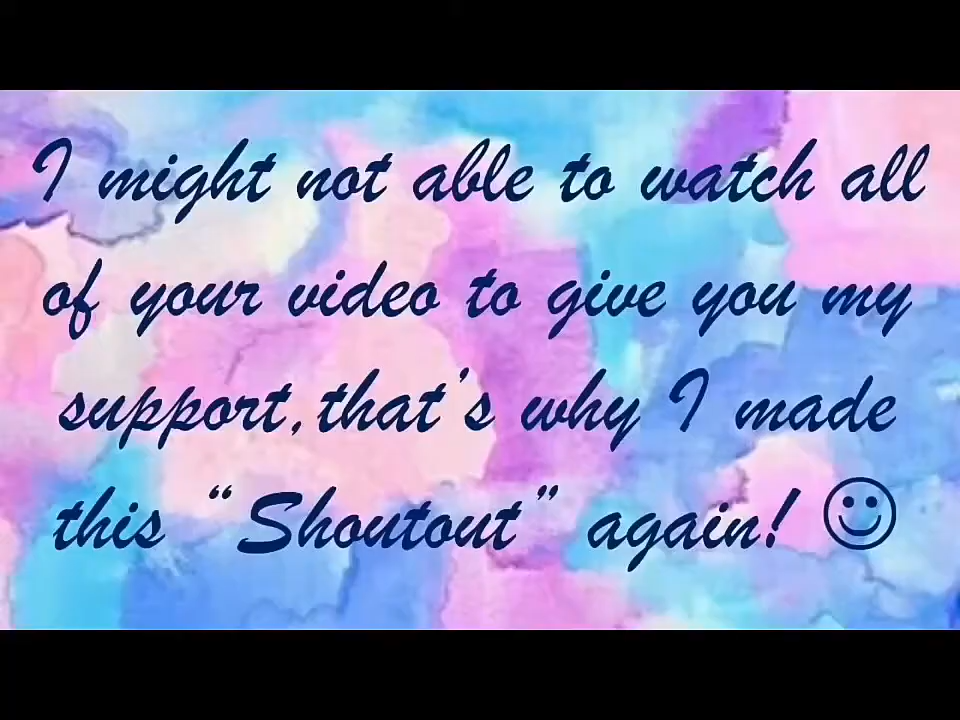 I might not able to watch all
of your video to give you my
support,that's why I made
this “Shoutout” again! ☺